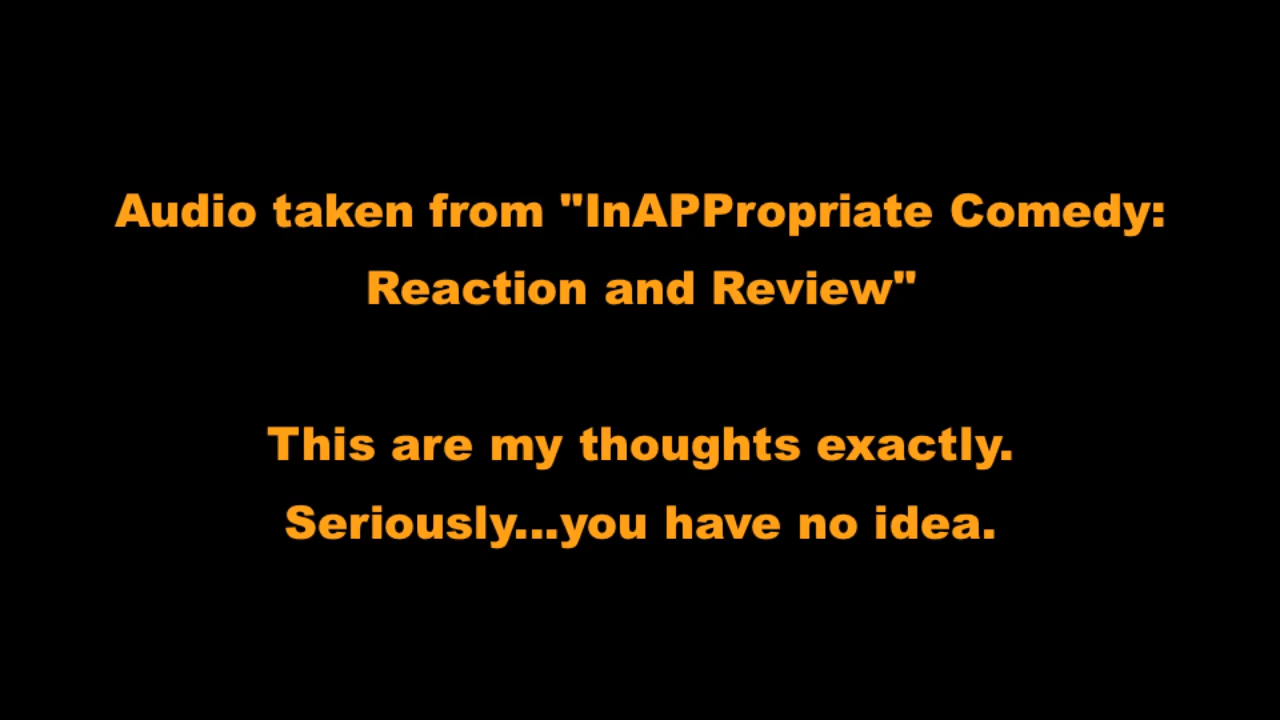 Audio taken from "InAPPropriate Comedy:
Reaction and Review"
This are my thoughts exactly.
Seriously...you have no idea.